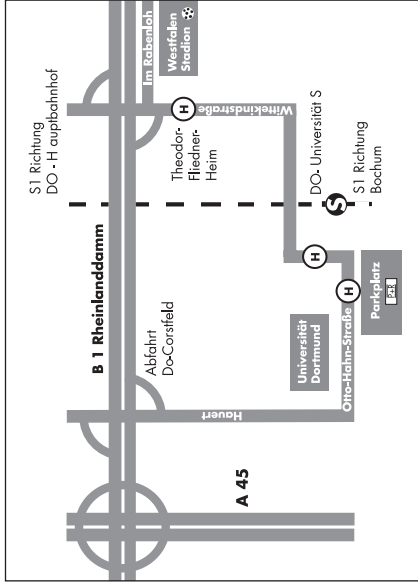 S1 Richtung
DO - H auptbahnhof
Im Rabenloh
Westfalen
Stadion
H
Theodor-
Fliedner-
Heim
Wittekindstraße
B 1 Rheinlanddamm
DO- Universität S
S
S1 Richtung
Bochum
Abfahrt
Do-Corstfeld
H
H
Universität
Dortmund
Parkplatz
P+R
Otto-Hahn-Straße
Hauert
A 45